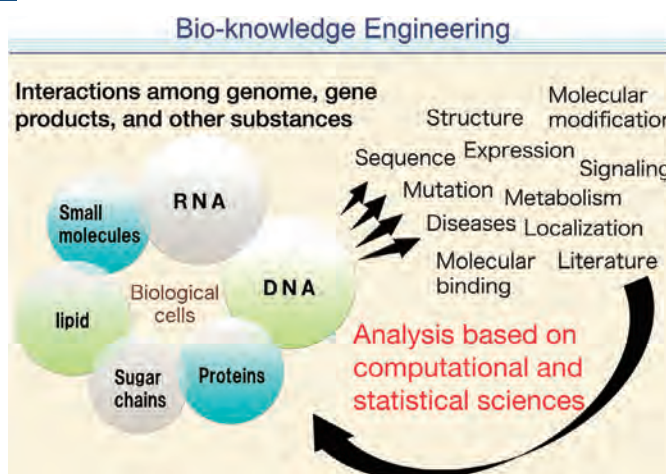 Bio-knowledge Engineering
Interactions among genome, gene
products, and other substances
RNA
Small
molecules
DNA
Biological
cells
lipid
Sugar
chains
Proteins
Structure
Molecular
modification
Sequence
Expression
Signaling
Mutation
Metabolism
Diseases
Localization
Molecular
binding
Literature
Analysis based on
computational and
statistical sciences